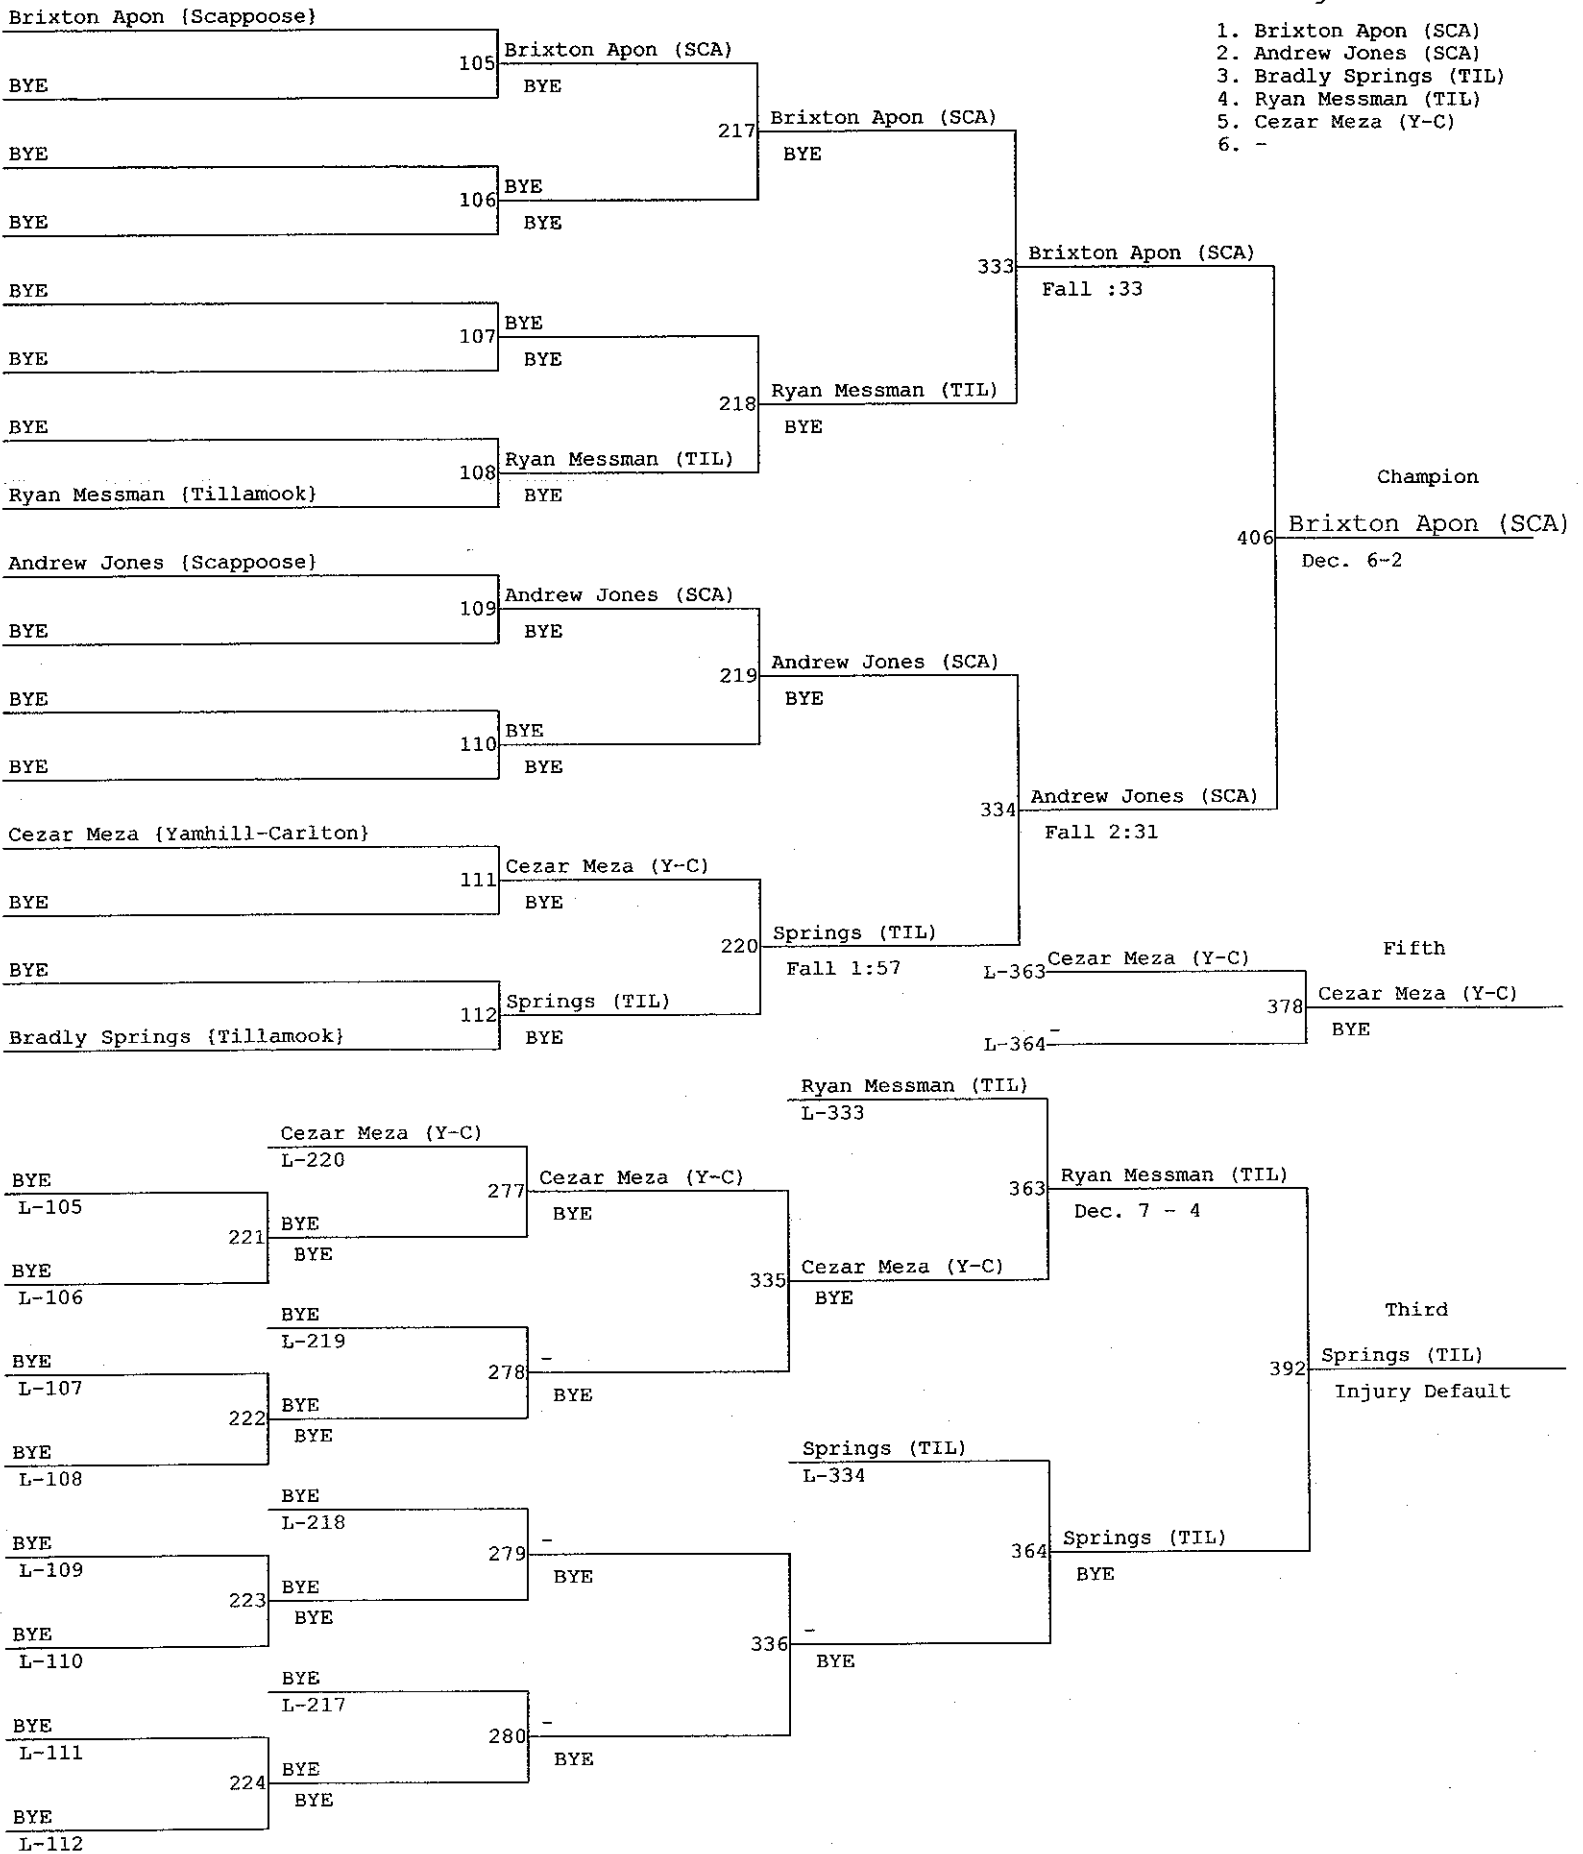 1. Brixton Apon (SCA)
2. Andrew Jones (SCA)
3. Bradly Springs (TIL)
4. Ryan Messman (TIL)
5. Cezar Meza (Y-C)
6. -
Brixton Apon {Scappoose}
105
Brixton Apon (SCA)
BYE
BYE
217
Brixton Apon (SCA)
BYE
BYE
106
BYE
BYE
BYE
333
Brixton Apon (SCA)
Fall :33
BYE
107
BYE
BYE
BYE
218
Ryan Messman (TIL)
BYE
BYE
108
Ryan Messman (TIL)
BYE
Ryan Messman {Tillamook}
Champion
406
Brixton Apon (SCA)
Dec. 6-2
Andrew Jones {Scappoose}
109
Andrew Jones (SCA)
BYE
BYE
219
Andrew Jones (SCA)
BYE
BYE
110
BYE
BYE
BYE
334
Andrew Jones (SCA)
Fall 2:31
Cezar Meza {Yamhill-Carlton}
111
Cezar Meza (Y-C)
BYE
BYE
220
Springs (TIL)
Fall 1:57
BYE
112
Springs (TIL)
BYE
Bradly Springs {Tillamook}
Fifth
L-363
Cezar Meza (Y-C)
378
Cezar Meza (Y-C)
BYE
L-364
-
Ryan Messman (TIL)
L-333
Cezar Meza (Y-C)
L-220
BYE
L-105
277
Cezar Meza (Y-C)
BYE
363
Ryan Messman (TIL)
Dec. 7 - 4
221
BYE
BYE
BYE
L-106
335
Cezar Meza (Y-C)
BYE
BYE
L-219
Third
BYE
L-107
278
-
BYE
392
Springs (TIL)
Injury Default
222
BYE
BYE
BYE
L-108
Springs (TIL)
L-334
BYE
L-218
BYE
L-109
279
-
BYE
364
Springs (TIL)
BYE
223
BYE
BYE
BYE
L-110
336
-
BYE
BYE
L-217
BYE
L-111
280
-
BYE
224
BYE
BYE
BYE
L-112